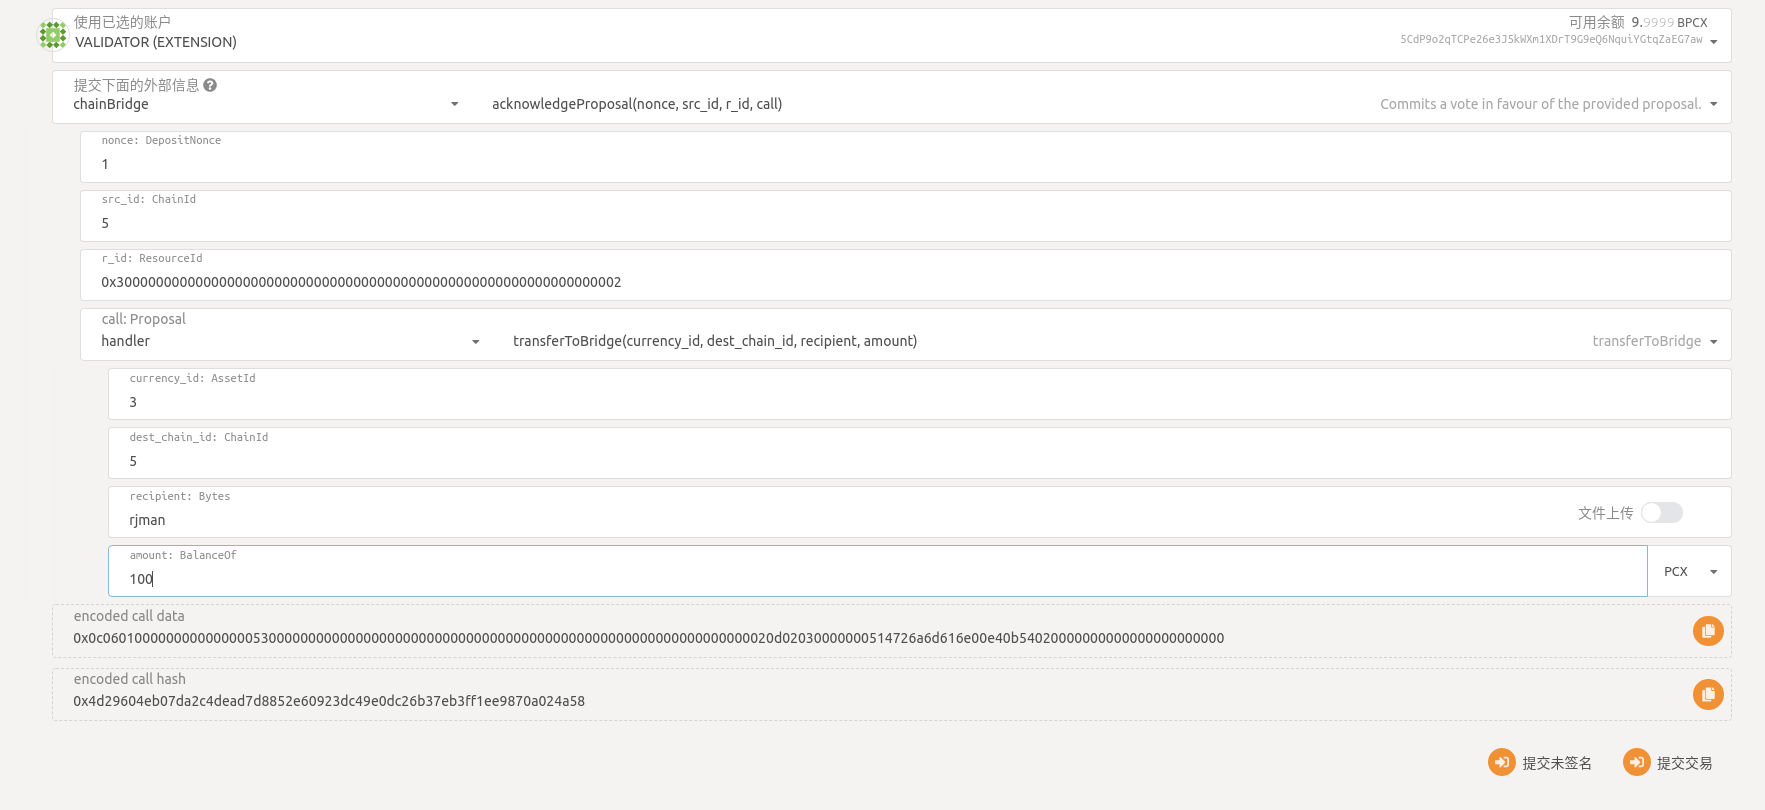 使用已选的账户
可用余额 9.9999 BPCX
VALIDATOR (EXTENSION)
5CdP9o2qTCPe26e3J5kWXm1XDrT9G9eQ6NquiYGtqZaEG7aw
提交下面的外部信息
chainBridge
acknowledgeProposal(nonce, src_id, r_id, call)
Commits a vote in favour of the provided proposal.
nonce: DepositNonce
1
src_id: ChainId
5
r_id: ResourceId
0x3000000000000000000000000000000000000000000000000000000000000002
call: Proposal
handler
transferToBridge(currency_id, dest_chain_id, recipient, amount)
transferToBridge
currency_id: AssetId
3
dest_chain_id: ChainId
5
recipient: Bytes
rjman
文件上传
amount: BalanceOf
100
PCX
encoded call data
0x0c0601000000000000000530000000000000000000000000000000000000000000000000000000000000020d02030000000514726a6d616e00e40b54020000000000000000000000
encoded call hash
0x4d29604eb07da2c4dead7d8852e60923dc49e0dc26b37eb3ff1ee9870a024a58
提交未签名
提交交易